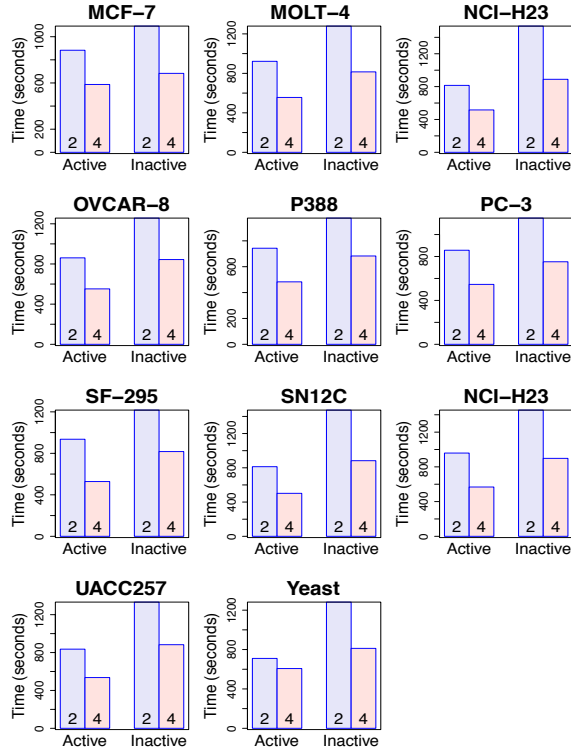 MCF−7
Time (seconds)
0 200 600 1000
2 4 2 4
Active Inactive
MOLT−4
Time (seconds)
0 400 800 1200
2 4 2 4
Active Inactive
NCI−H23
Time (seconds)
0 400 800 1400
2 4 2 4
Active Inactive
OVCAR−8
Time (seconds)
0 400 800 1200
2 4 2 4
Active Inactive
P388
Time (seconds)
0 200 600
2 4 2 4
Active Inactive
PC−3
Time (seconds)
0 400 800
2 4 2 4
Active Inactive
SF−295
Time (seconds)
0 400 800 1200
2 4 2 4
Active Inactive
SN12C
Time (seconds)
0 400 800 1400
2 4 2 4
Active Inactive
NCI−H23
Time (seconds)
0 400 800 1400
2 4 2 4
Active Inactive
UACC257
Time (seconds)
0 400 800 1200
2 4 2 4
Active Inactive
Yeast
Time (seconds)
0 400 800 1200
2 4 2 4
Active Inactive